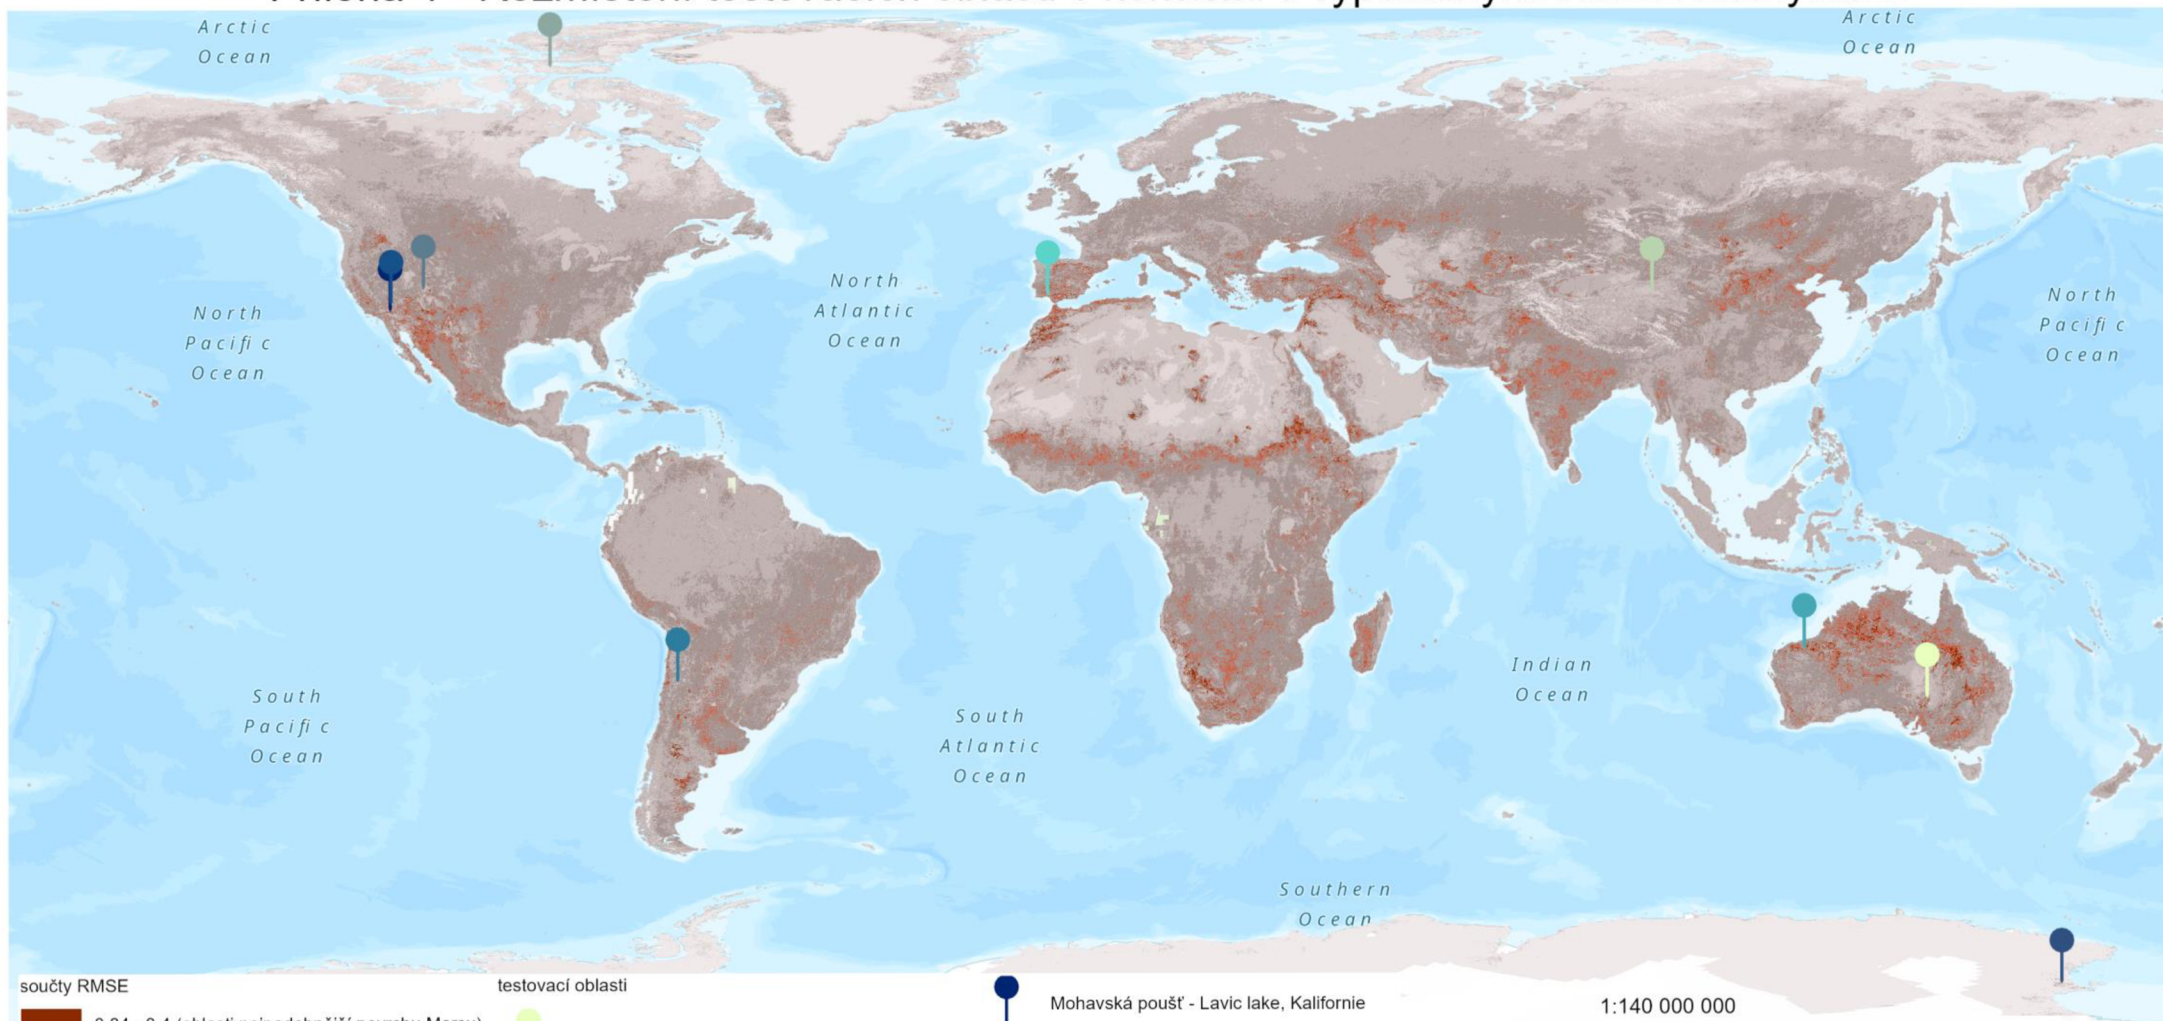 Arctic
Ocean
Arctic
Ocean
North
Pacific
Ocean
North
Atlantic
Ocean
North
Pacific
Ocean
South
Pacific
Ocean
South
Atlantic
Ocean
Indian
Ocean
Southern
Ocean
součty RMSE
testovací oblasti
Mohavská poušť - Lavic lake, Kalifornie
1:140 000 000